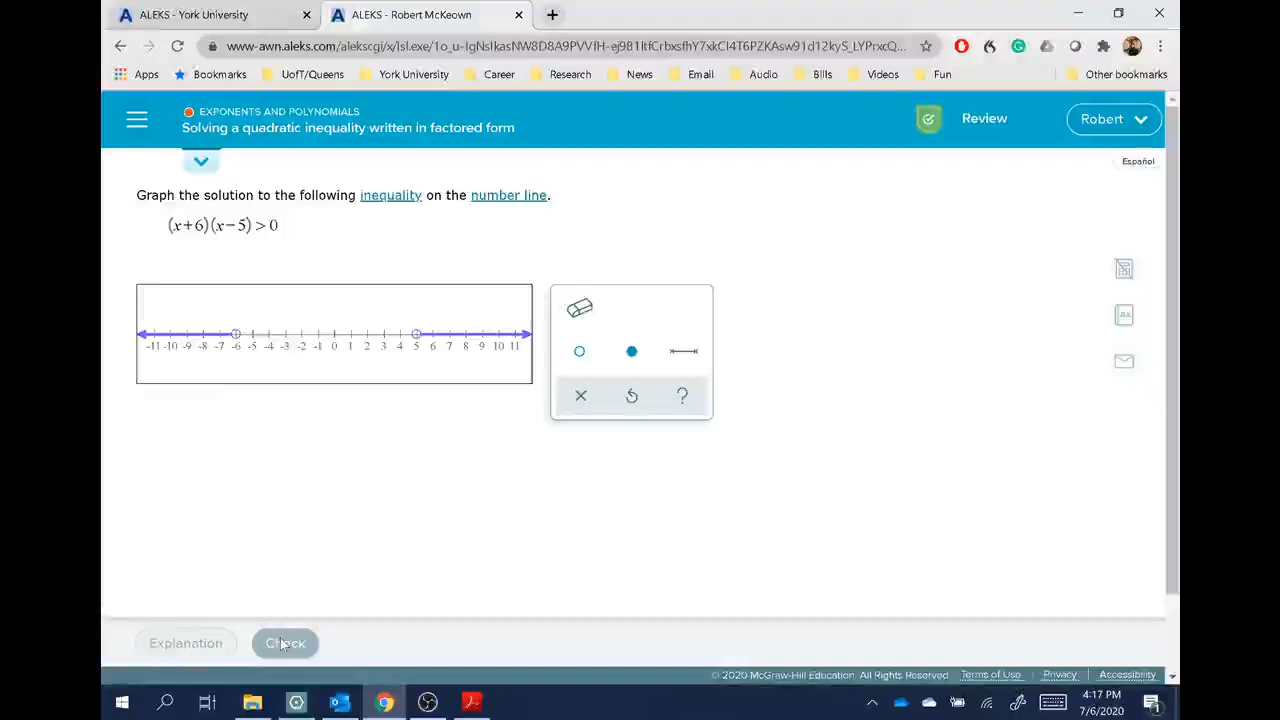 ALEKS - York University
ALEKS - Robert McKeown
Apps Bookmarks UofT/Queens York University Career Research News Email Audio Bills Videos Fun Other bookmarks
EXPONENTS AND POLYNOMIALS
Solving a quadratic inequality written in factored form
Review
Robert
Español
Graph the solution to the following inequality on the number line.
(x+6)(x−5)>0
-11 -10 -9 -8 -7 -6 -5 -4 -3 -2 -1 0 1 2 3 4 5 6 7 8 9 10 11
?
Explanation
Check
© 2020 McGraw-Hill Education. All Rights Reserved Terms of Use Privacy Accessibility
4:17 PM
7/6/2020